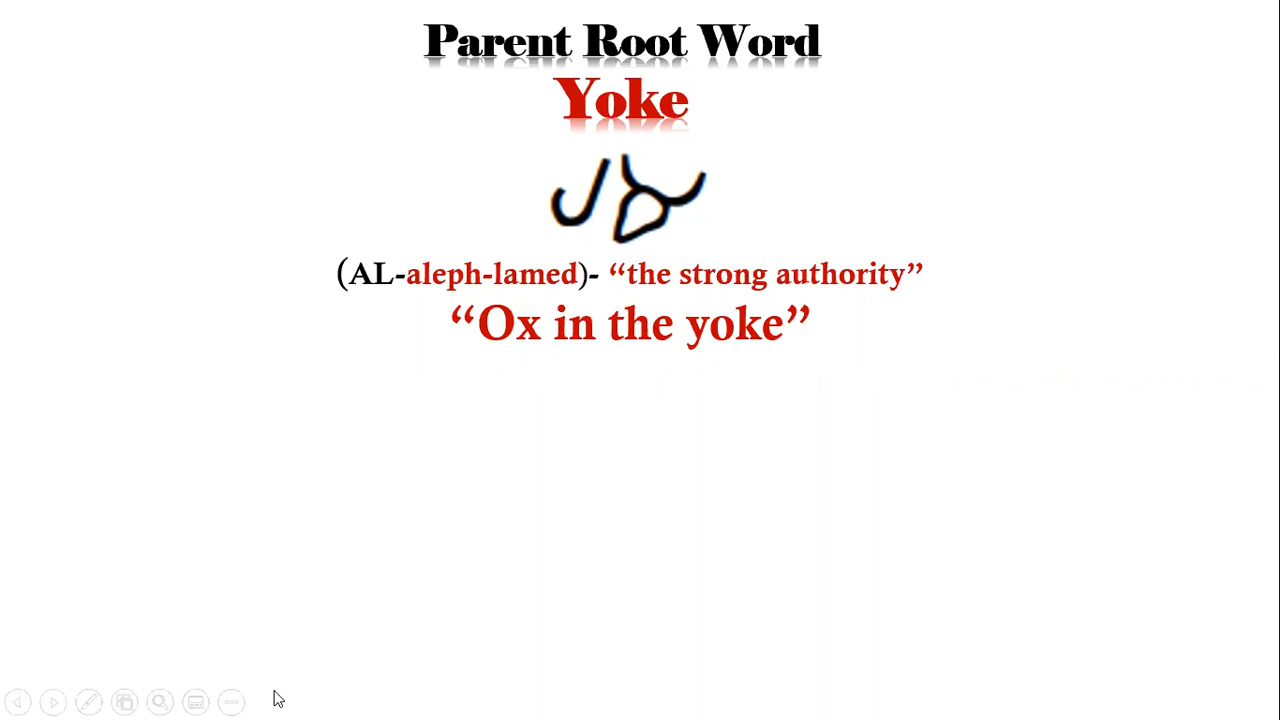 Parent Root Word
Yoke
(AL-aleph-lamed)- “the strong authority”
“Ox in the yoke”